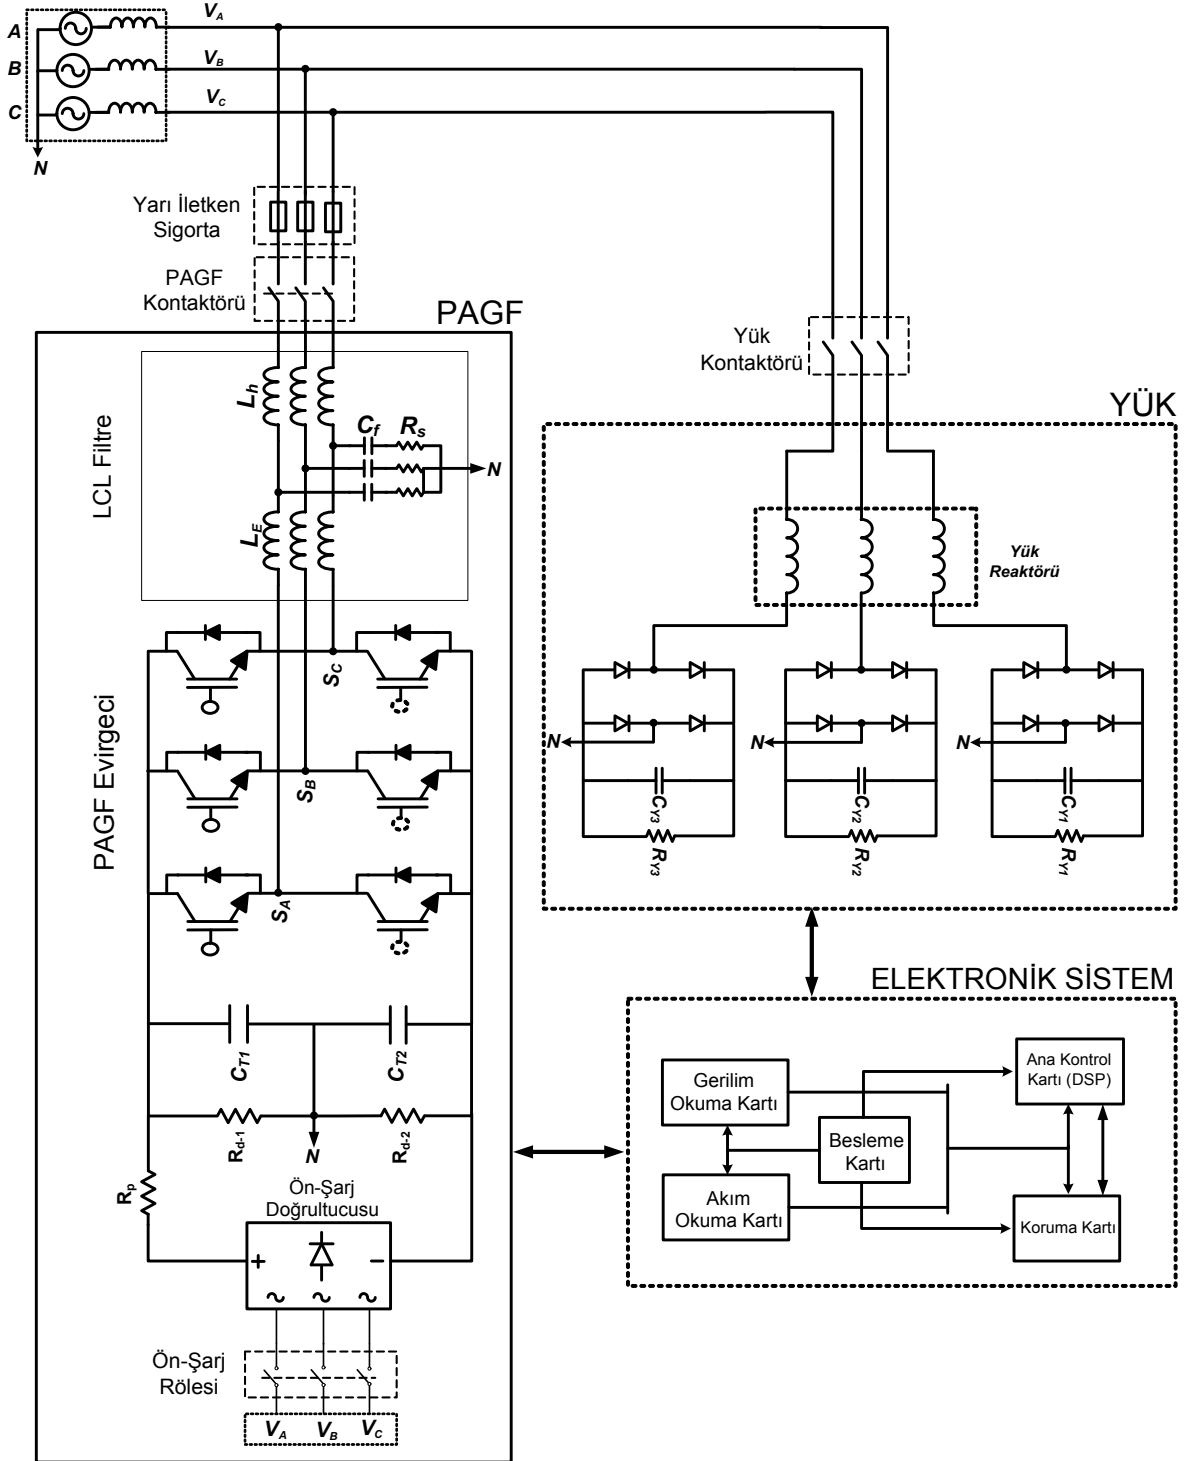 A
V_A
B
V_B
C
V_C
N
Yarı İletken
Sigorta
PAGF
Kontaktörü
PAGF
Yük
Kontaktörü
YÜK
LCL Filtre
L_h
C_f
R_s
N
L_E
Yük
Reaktörü
PAGF Evirgeci
S_C
S_B
S_A
N
N
N
C_Y3
C_Y2
C_Y1
R_Y3
R_Y2
R_Y1
C_T1
C_T2
R_d-1
R_d-2
N
R_p
Ön-Şarj
Doğrultucusu
+
−
Ön-Şarj
Rölesi
V_A
V_B
V_C
ELEKTRONİK SİSTEM
Gerilim
Okuma Kartı
Ana Kontrol
Kartı (DSP)
Besleme
Kartı
Akım
Okuma Kartı
Koruma Kartı